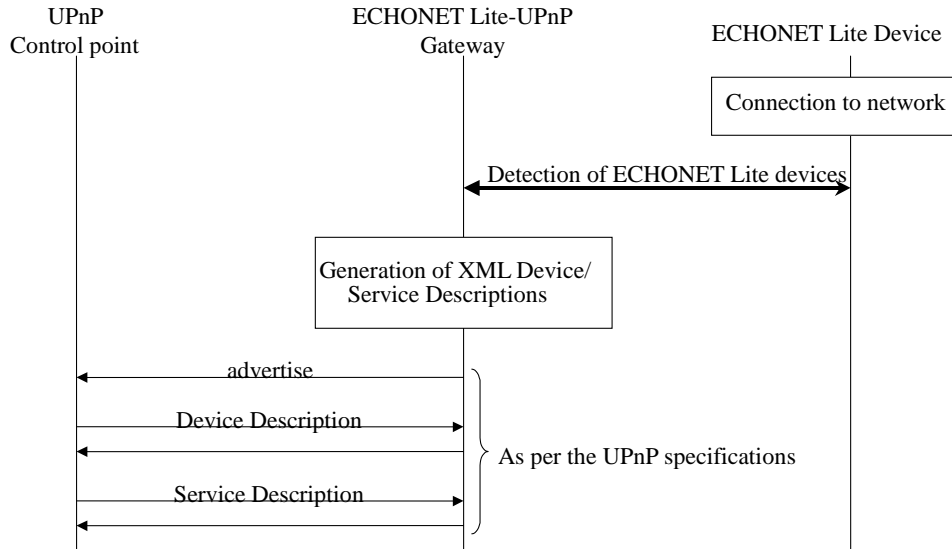 UPnP
Control point
ECHONET Lite-UPnP
Gateway
ECHONET Lite Device
Connection to network
Detection of ECHONET Lite devices
Generation of XML Device/
Service Descriptions
advertise
Device Description
As per the UPnP specifications
Service Description